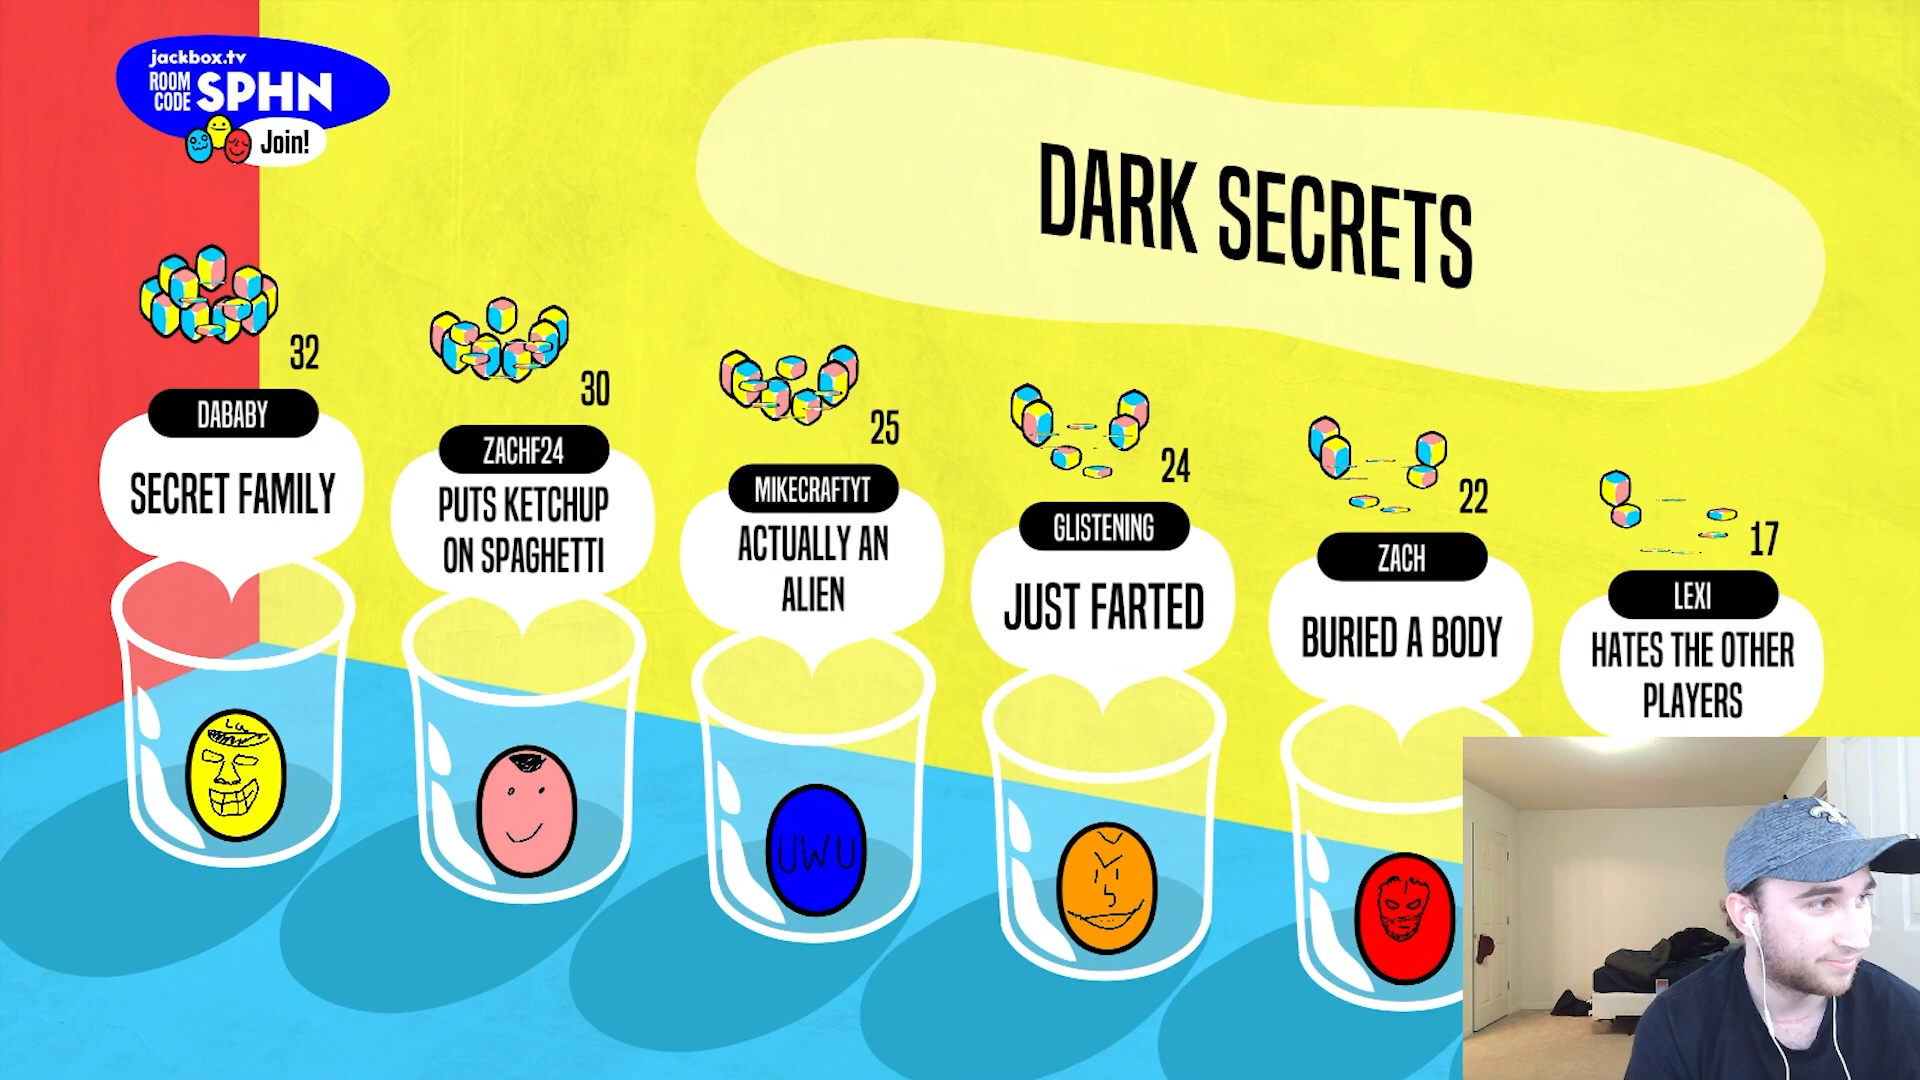 jackbox.tv
ROOM CODE SPHN
Join!
DARK SECRETS
32
DABABY
SECRET FAMILY
30
ZACHF24
PUTS KETCHUP
ON SPAGHETTI
25
MIKECRAFTYT
ACTUALLY AN
ALIEN
24
GLISTENING
JUST FARTED
22
ZACH
BURIED A BODY
17
LEXI
HATES THE OTHER
PLAYERS
UWU